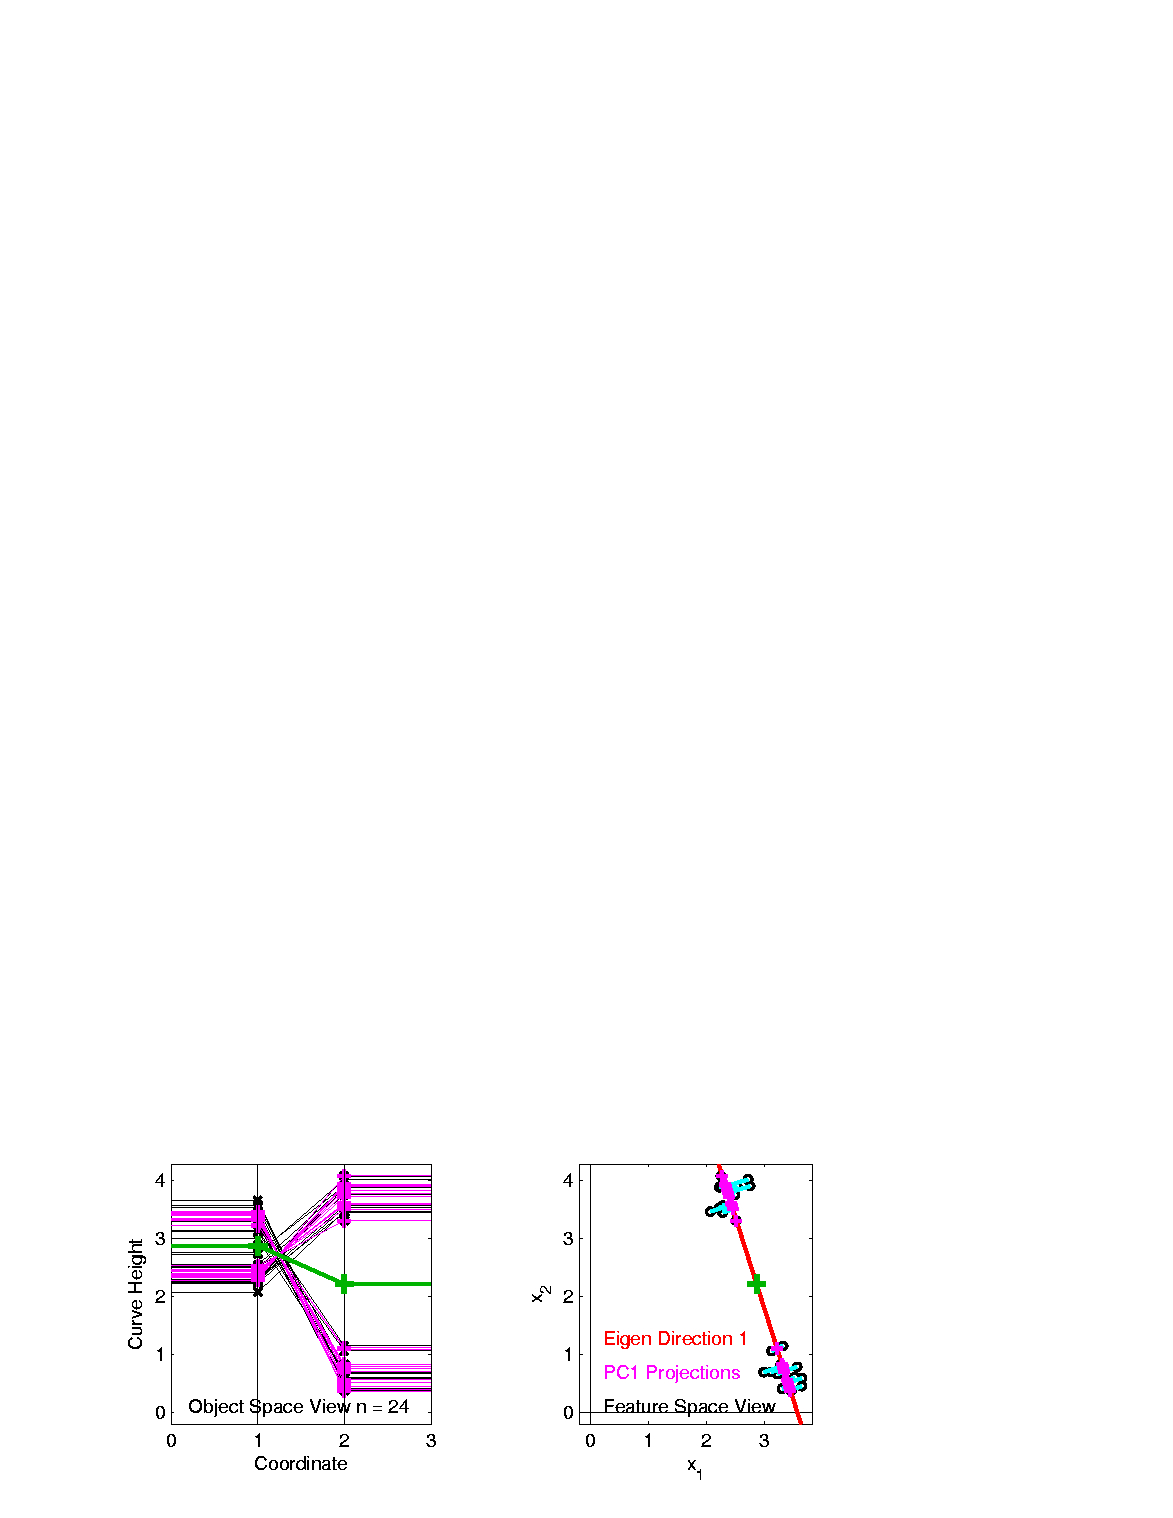 4
3
2
1
0
Curve Height
Object Space View n = 24
0 1 2 3
Coordinate
4
3
2
1
0
x2
Eigen Direction 1
PC1 Projections
Feature Space View
0 1 2 3
x1